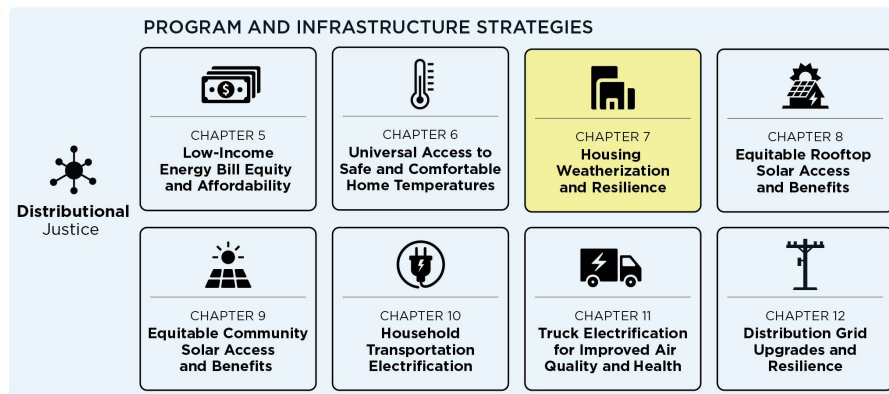 PROGRAM AND INFRASTRUCTURE STRATEGIES
Distributional
Justice
CHAPTER 5
Low-Income
Energy Bill Equity
and Affordability
CHAPTER 6
Universal Access to
Safe and Comfortable
Home Temperatures
CHAPTER 7
Housing
Weatherization
and Resilience
CHAPTER 8
Equitable Rooftop
Solar Access
and Benefits
CHAPTER 9
Equitable Community
Solar Access
and Benefits
CHAPTER 10
Household
Transportation
Electrification
CHAPTER 11
Truck Electrification
for Improved Air
Quality and Health
CHAPTER 12
Distribution Grid
Upgrades and
Resilience